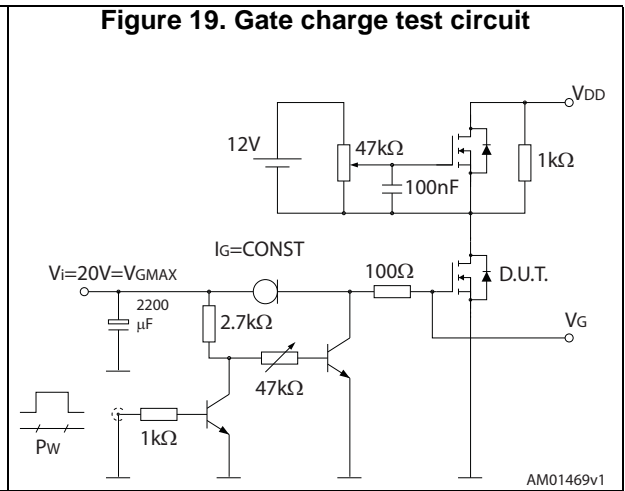 Figure 19. Gate charge test circuit
VDD
12V
47kΩ
1kΩ
100nF
IG=CONST
Vi=20V=VGMAX
100Ω
D.U.T.
2200
μF
2.7kΩ
VG
47kΩ
1kΩ
PW
AM01469v1